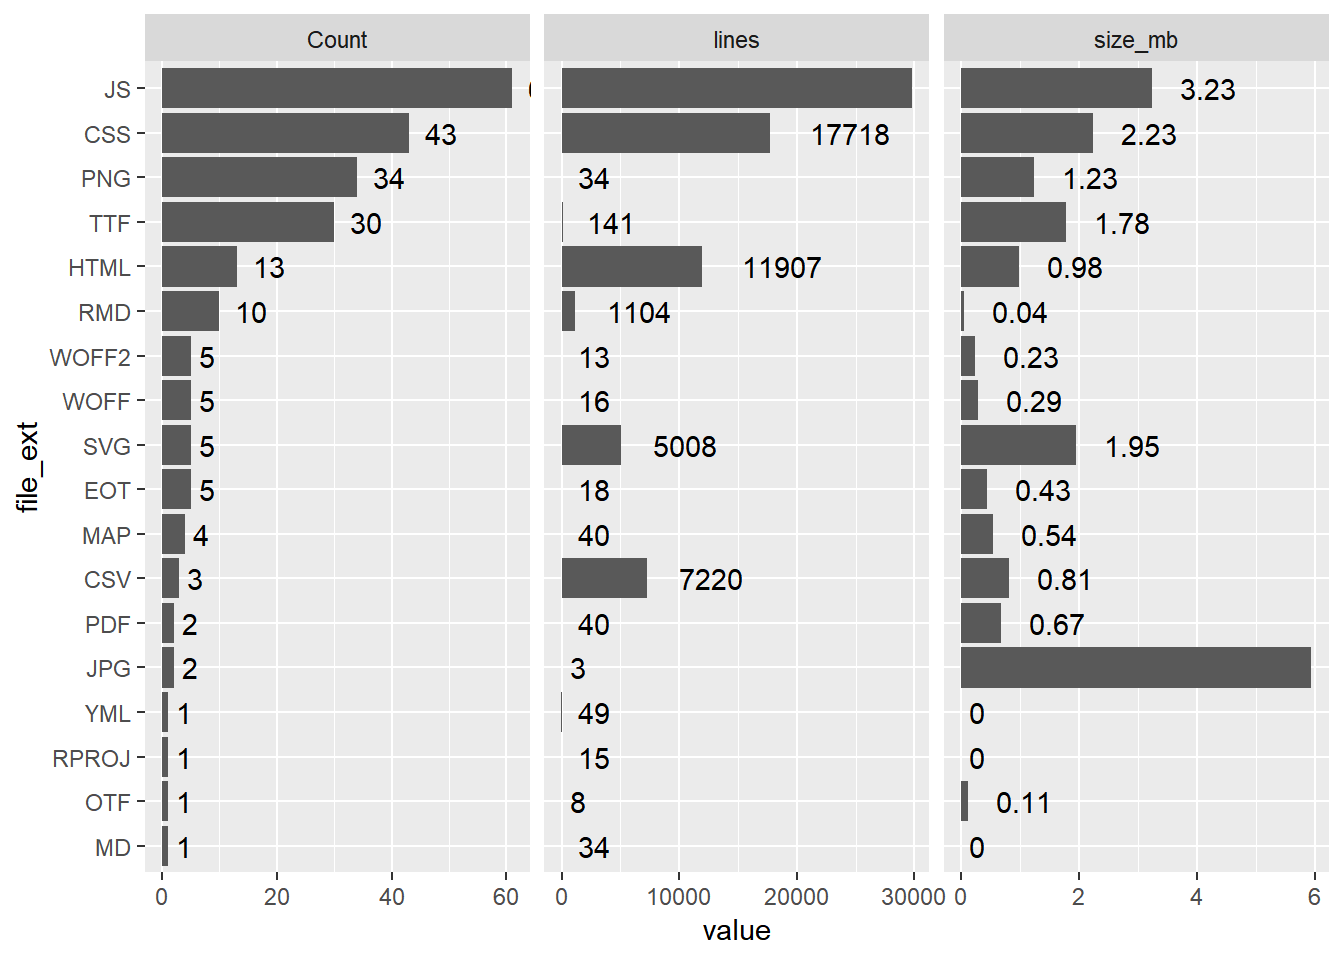 Count lines size_mb
JS 3.23
CSS 43 17718 2.23
PNG 34 34 1.23
TTF 30 141 1.78
HTML 13 11907 0.98
RMD 10 1104 0.04
WOFF2 5 13 0.23
WOFF 5 16 0.29
SVG 5 5008 1.95
EOT 5 18 0.43
MAP 4 40 0.54
CSV 3 7220 0.81
PDF 2 40 0.67
JPG 2 3
YML 1 49 0
RPROJ 1 15 0
OTF 1 8 0.11
MD 1 34 0
0 20 40 60 0 10000 20000 30000 0 2 4 6
value
file_ext